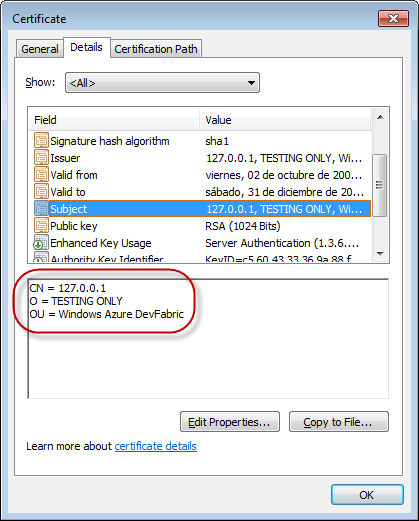 Certificate
General Details Certification Path
Show: <All>
Field Value
Signature hash algorithm sha1
Issuer 127.0.0.1, TESTING ONLY, Wi...
Valid from viernes, 02 de octubre de 200...
Valid to sábado, 31 de diciembre de 20...
Subject 127.0.0.1, TESTING ONLY, Wi...
Public key RSA (1024 Bits)
Enhanced Key Usage Server Authentication (1.3.6....
Authority Key Identifier KeyID=c5 60 43 33 36 9a 88 f...
CN = 127.0.0.1
O = TESTING ONLY
OU = Windows Azure DevFabric
Edit Properties... Copy to File...
Learn more about certificate details
OK